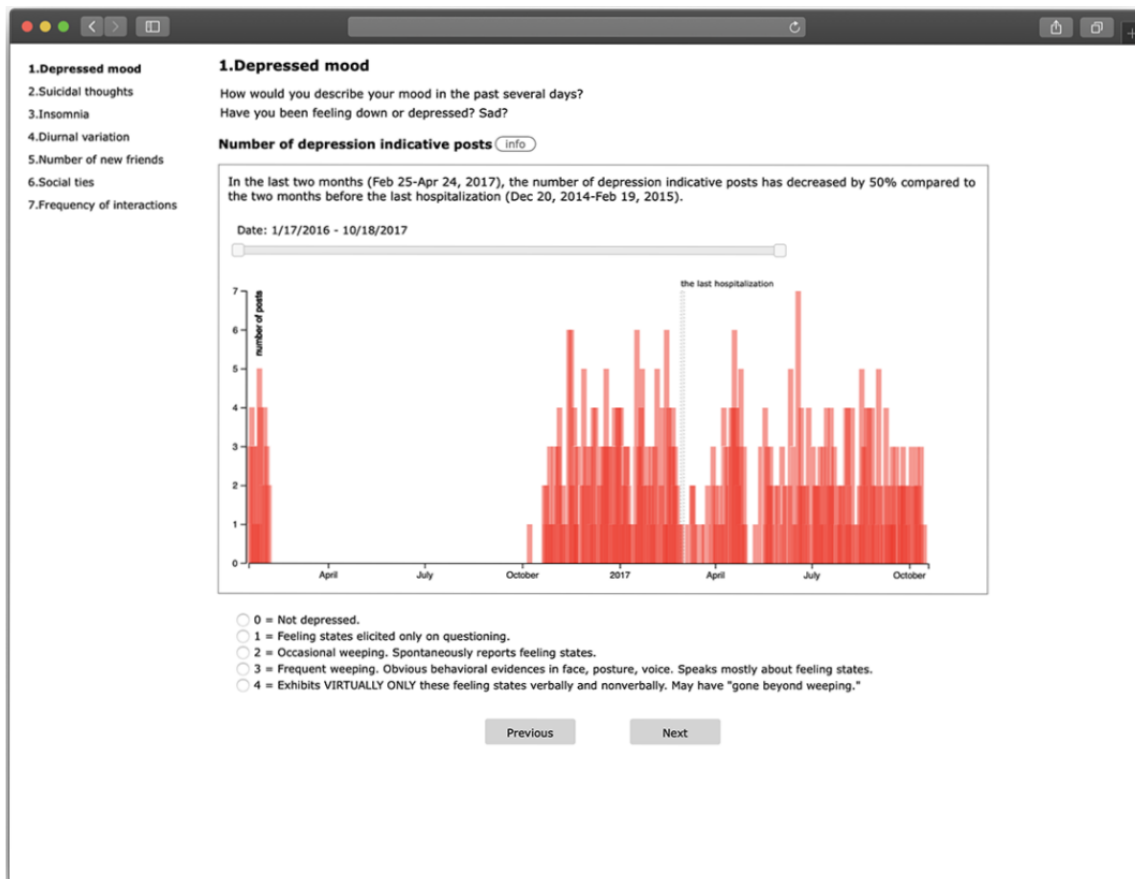 1.Depressed mood
2.Suicidal thoughts
3.Insomnia
4.Diurnal variation
5.Number of new friends
6.Social ties
7.Frequency of interactions
1.Depressed mood
How would you describe your mood in the past several days?
Have you been feeling down or depressed? Sad?
Number of depression indicative posts info
In the last two months (Feb 25-Apr 24, 2017), the number of depression indicative posts has decreased by 50% compared to
the two months before the last hospitalization (Dec 20, 2014-Feb 19, 2015).
Date: 1/17/2016 - 10/18/2017
the last hospitalization
number of posts
7
6
5
4
3
2
1
0
April July October 2017 April July October
0 = Not depressed.
1 = Feeling states elicited only on questioning.
2 = Occasional weeping. Spontaneously reports feeling states.
3 = Frequent weeping. Obvious behavioral evidences in face, posture, voice. Speaks mostly about feeling states.
4 = Exhibits VIRTUALLY ONLY these feeling states verbally and nonverbally. May have "gone beyond weeping."
Previous Next